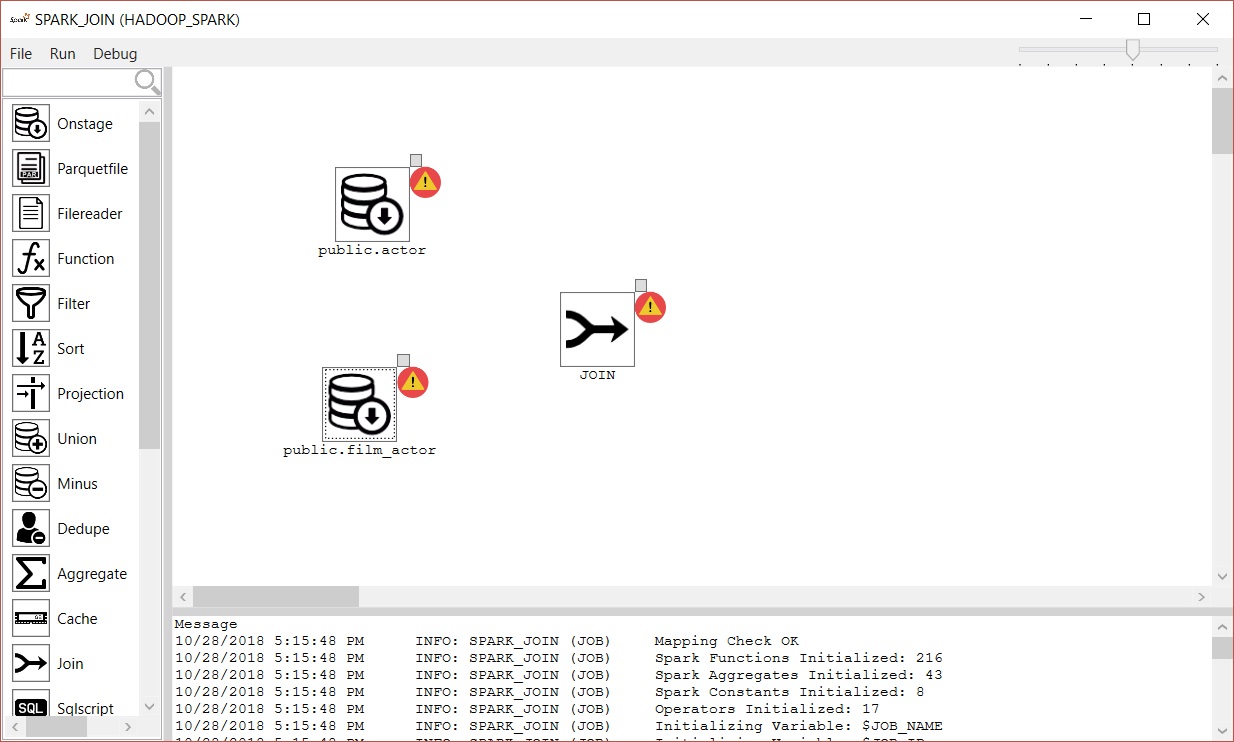 Spark SPARK_JOIN (HADOOP_SPARK)
File Run Debug
Onstage
PAR Parquetfile
Filereader
fx Function
Filter
A Z Sort
Projection
Union
Minus
Dedupe
Aggregate
Cache
Join
SQL Sqlscript
public.actor
JOIN
public.film_actor
Message
10/28/2018 5:15:48 PM INFO: SPARK_JOIN (JOB) Mapping Check OK
10/28/2018 5:15:48 PM INFO: SPARK_JOIN (JOB) Spark Functions Initialized: 216
10/28/2018 5:15:48 PM INFO: SPARK_JOIN (JOB) Spark Aggregates Initialized: 43
10/28/2018 5:15:48 PM INFO: SPARK_JOIN (JOB) Spark Constants Initialized: 8
10/28/2018 5:15:48 PM INFO: SPARK_JOIN (JOB) Operators Initialized: 17
10/28/2018 5:15:48 PM INFO: SPARK_JOIN (JOB) Initializing Variable: $JOB_NAME